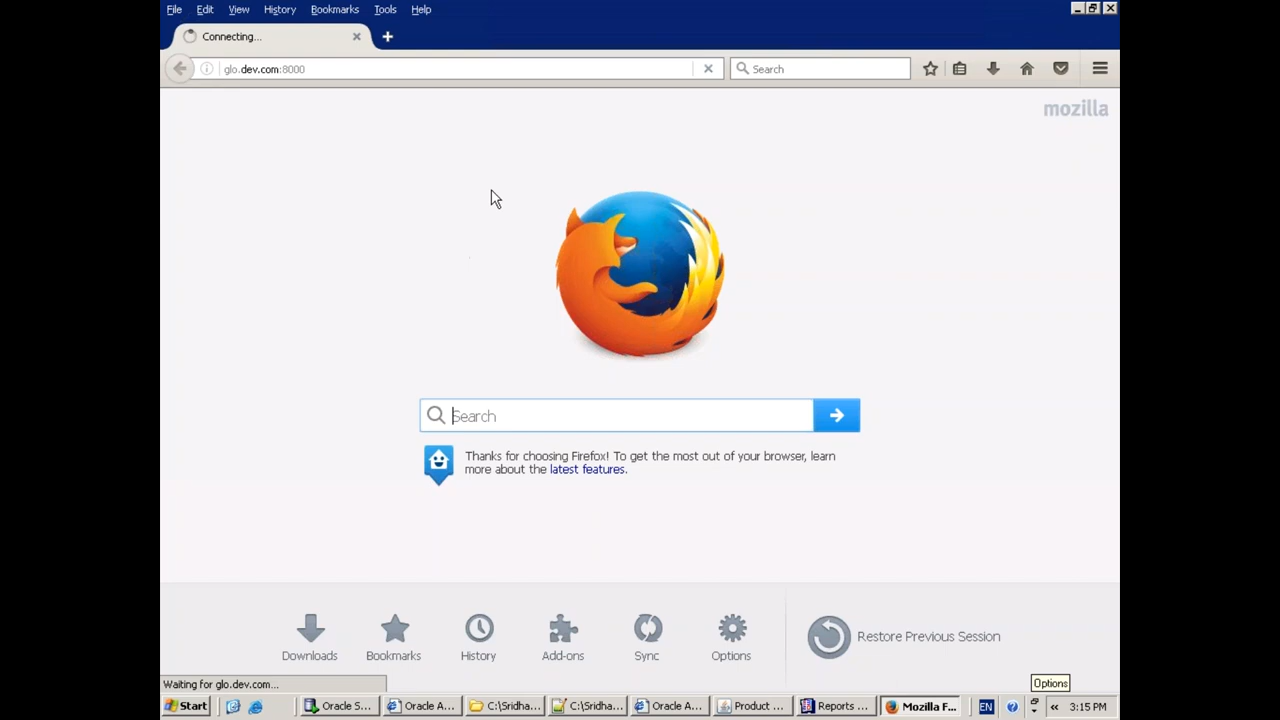 File Edit View History Bookmarks Tools Help
Connecting...
glo.dev.com:8000
Search
mozilla
Search
Thanks for choosing Firefox! To get the most out of your browser, learn
more about the latest features.
Downloads
Bookmarks
History
Add-ons
Sync
Options
Restore Previous Session
Waiting for glo.dev.com...
Options
Start
Oracle S...
Oracle A...
C:\Sridha...
C:\Sridha...
Oracle A...
Product ...
Reports ...
Mozilla F...
EN
3:15 PM